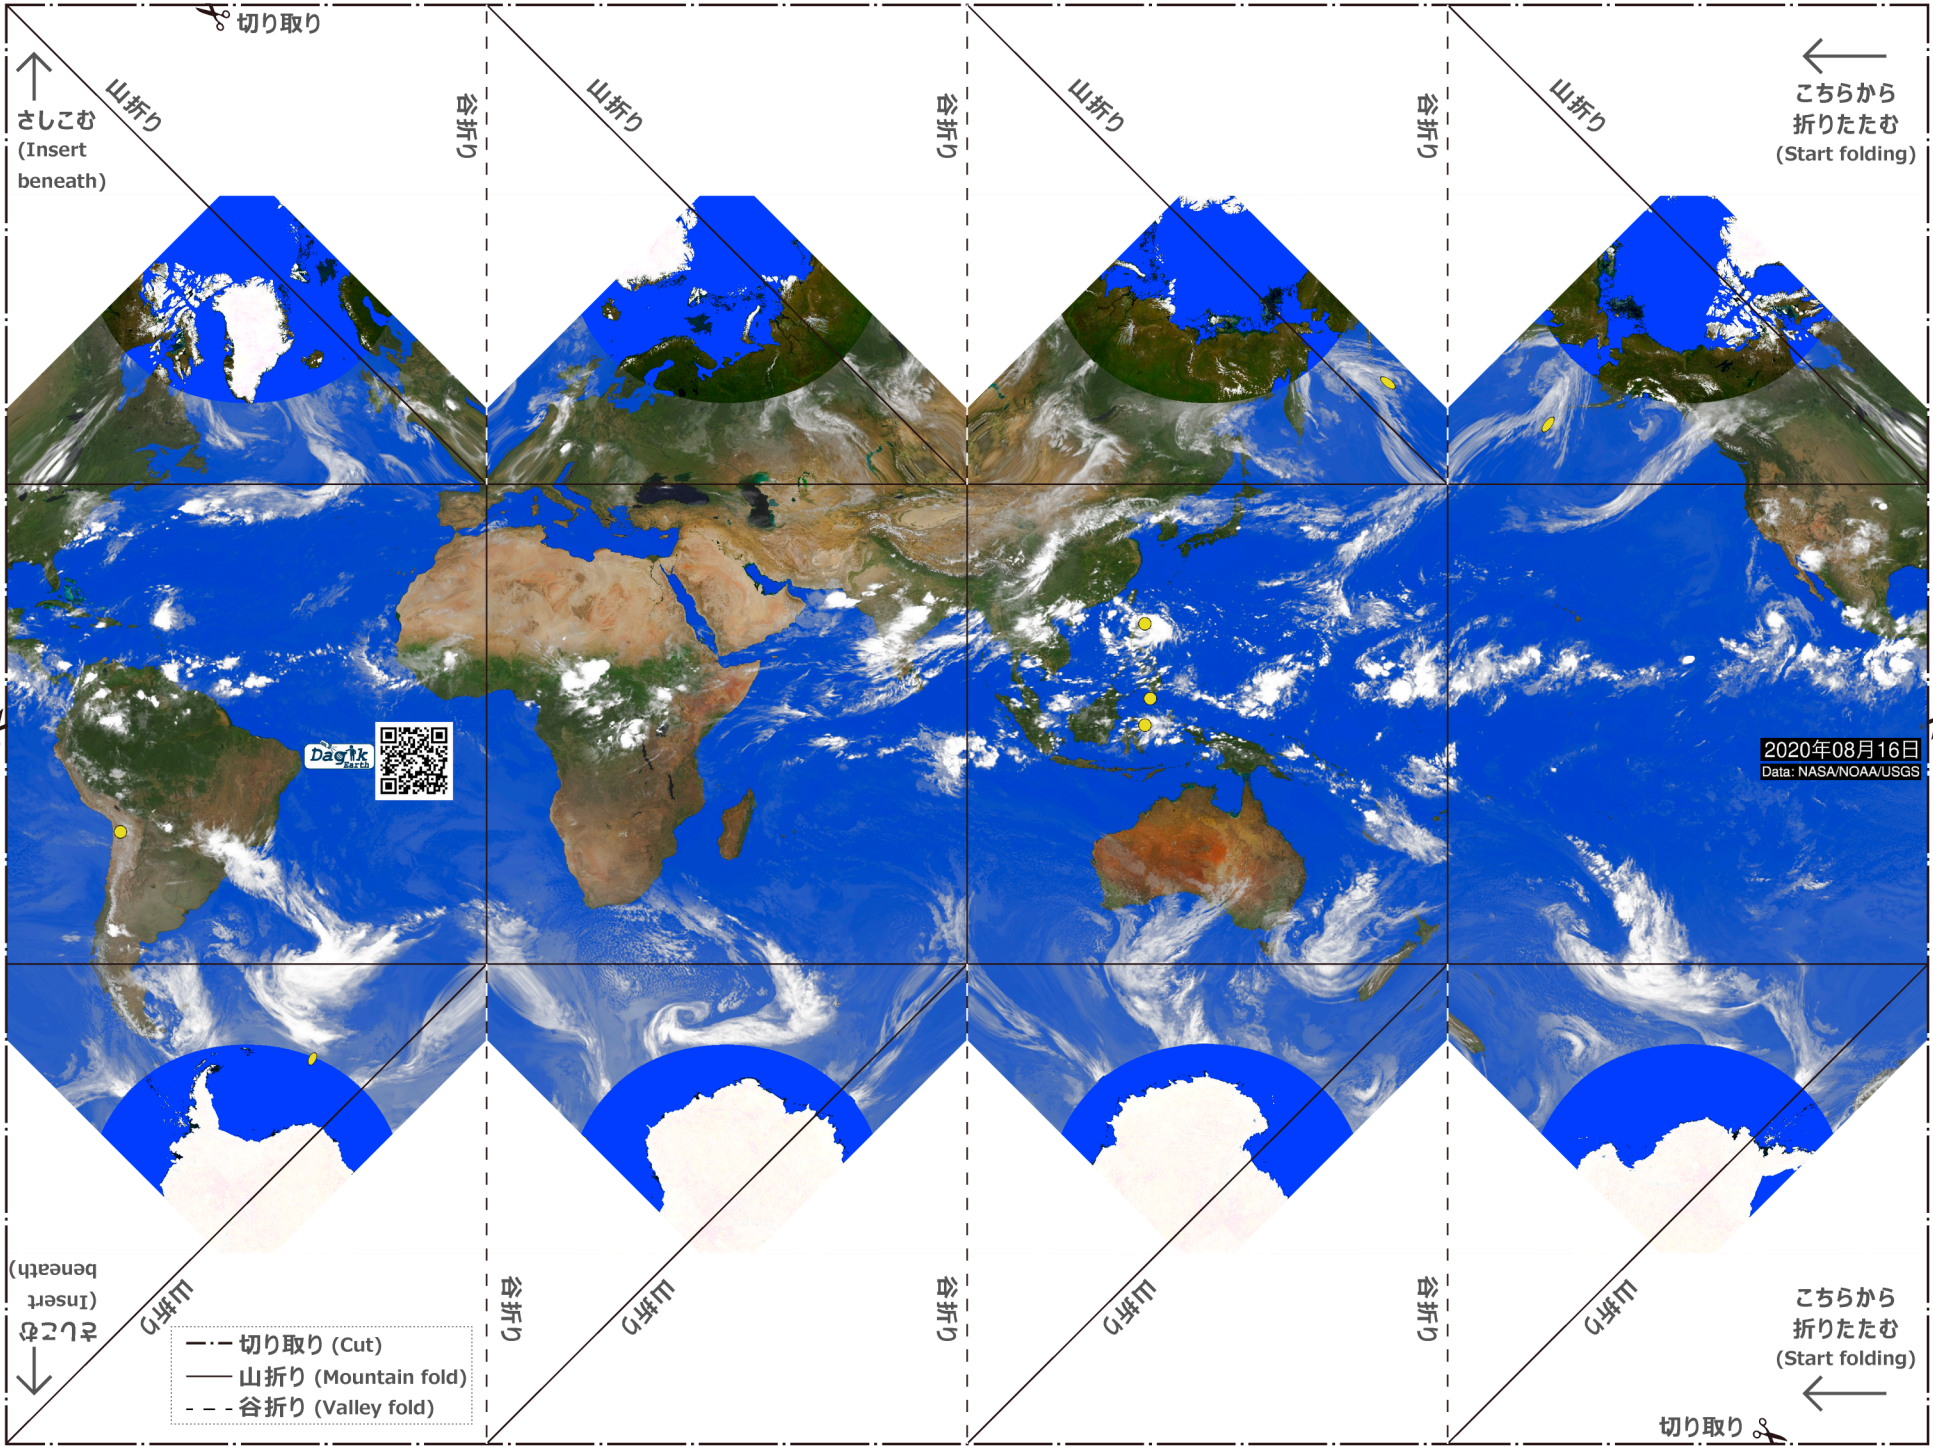 切り取り
山折り
谷折り
山折り
谷折り
山折り
谷折り
山折り
さしこむ
(Insert
beneath)
こちらから
折りたたむ
(Start folding)
Dagik
Earth
2020年08月16日
Data: NASA/NOAA/USGS
さしこむ
(Insert
beneath)
山折り
谷折り
山折り
谷折り
山折り
谷折り
山折り
切り取り (Cut)
山折り (Mountain fold)
谷折り (Valley fold)
こちらから
折りたたむ
(Start folding)
切り取り